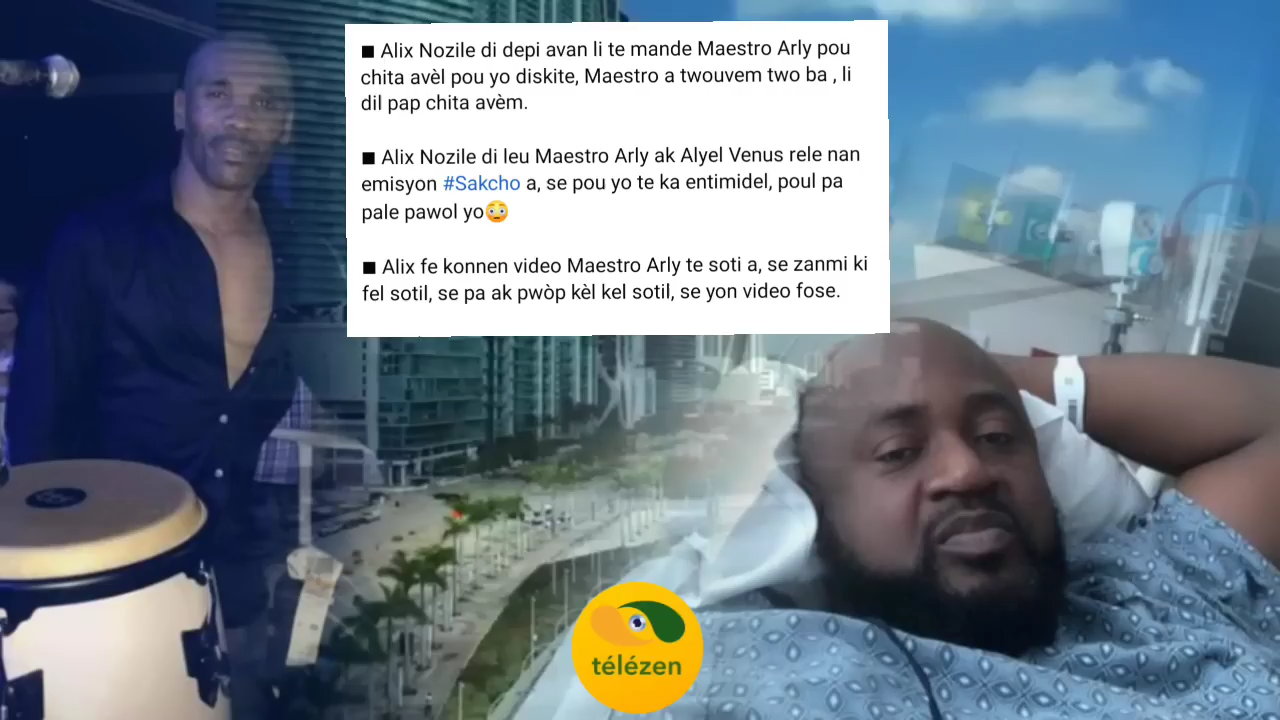 ■ Alix Nozile di depi avan li te mande Maestro Arly pou
chita avèl pou yo diskite, Maestro a twouvem two ba , li
dil pap chita avèm.
■ Alix Nozile di leu Maestro Arly ak Alyel Venus rele nan
emisyon #Sakcho a, se pou yo te ka entimidel, poul pa
pale pawol yo😳
■ Alix fe konnen video Maestro Arly te soti a, se zanmi ki
fel sotil, se pa ak pwòp kèl kel sotil, se yon video fose.
télézen